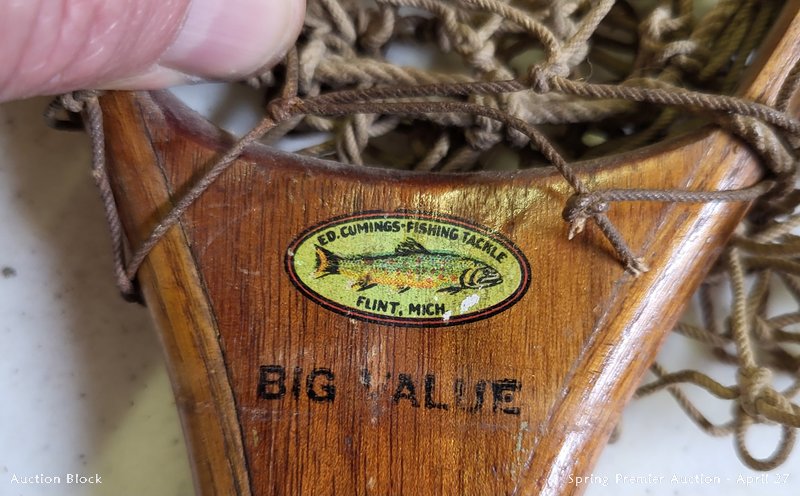 ED. CUMINGS-FISHING TACKLE
FLINT, MICH
BIG VALUE
Auction Block
Spring Premier Auction - April 27